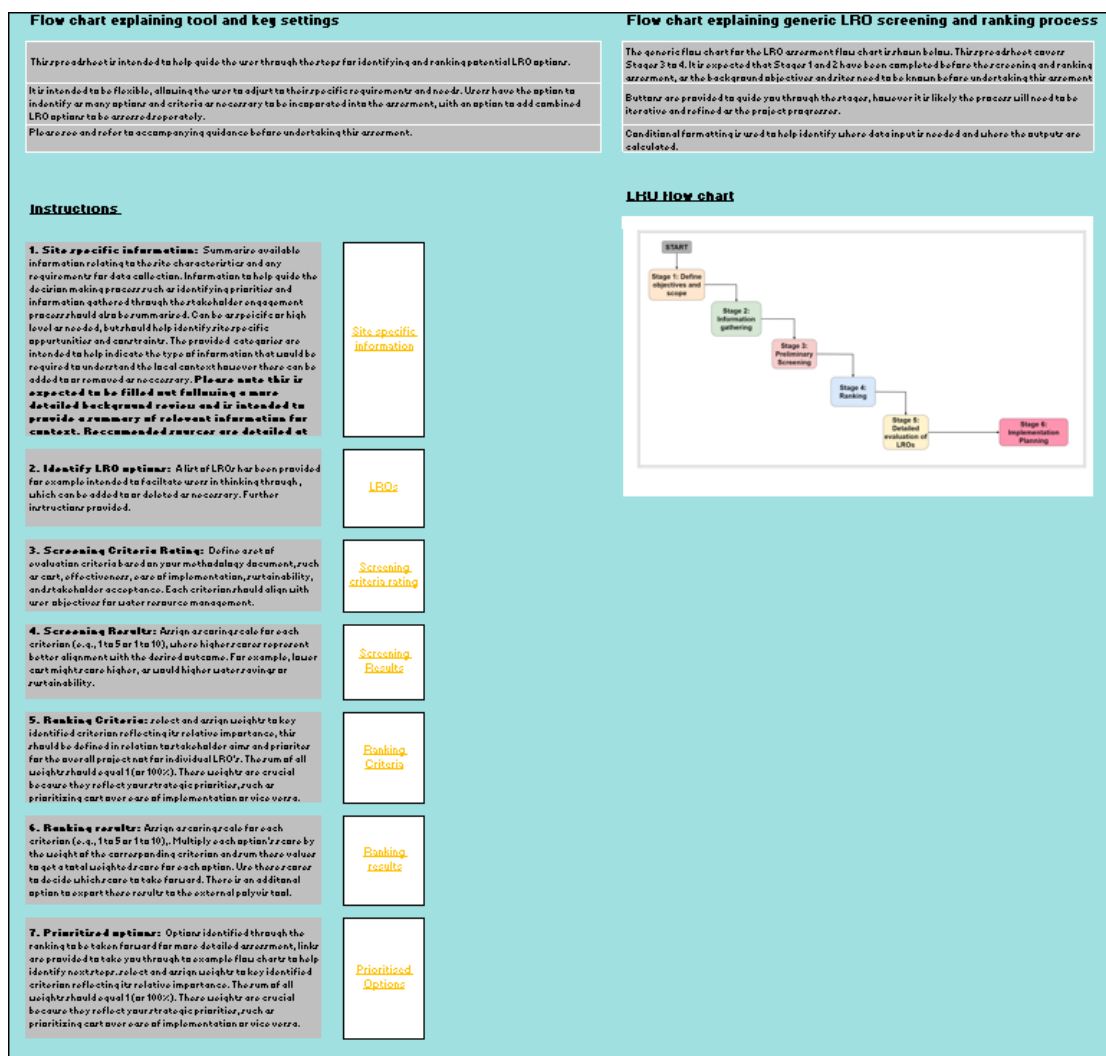 Flow chart explaining tool and key settings
This spreadsheet is intended to help guide the user through the steps for identifying and ranking potential LRO options.
It is intended to be flexible, allowing the user to adjust to their specific requirements and needs. Users have the option to
indentify as many options and criteria as necessary to be incoparated into the assesment, with an option to add combined
LRO options to be assessed seperately.
Please see and refer to accompanying guidance before undertaking this assesment.
Flow chart explaining generic LRO screening and ranking process
The generic flow chart for the LRO assesment flow chart is shown below. This spreadsheet covers
Stages 3 to 4. It is expected that Stages 1 and 2 have been completed before the screening and ranking
assesment, as the background objectives and sites need to be known before undertaking this assesment
Buttons are provided to quide you through the stages, however it is likely the process will need to be
iterative and refined as the project progresses.
Conditional formatting is used to help identify where data input is needed and where the outputs are
calculated.
Instructions
1. Site specific information: Summarise available
information relating to the site characteristics and any
requirements for data collection. Information to help guide the
decision making process such as identifying priorities and
information gathered through the stakeholder engagement
process should also be summarised. Can be as speicifc or high
level as needed, but should help identify site specific
oppurtunities and constraints. The provided categories are
intended to help indicate the type of information that would be
required to understand the local context however these can be
added to or removed as neccessary. Please note this is
expected to be filled out following a more
detailed background review and is intended to
provide a summary of relevant information for
context. Reccomended sources are detailed at
Site specific
information
2. Identify LRO options: A list of LROs has been provided
for example intended to facilitate users in thinking through,
which can be added to or deleted as necessary. Further
instructions provided.
LROs
3. Screening Criteria Rating: Define a set of
evaluation criteria based on your methodology document, such
as cost, effectiveness, ease of implementation, sustainability,
and stakeholder acceptance. Each criterion should align with
user objectives for water resource management.
Screening
criteria rating
4. Screening Results: Assign a scoring scale for each
criterion (e.g., 1 to 5 or 1 to 10), where higher scores represent
better alignment with the desired outcome. For example, lower
cost might score higher, as would higher water savings or
sustainability.
Screening
Results
5. Ranking Criteria: select and assign weights to key
identified criterion reflecting its relative importance, this
should be defined in relation to stakeholder aims and priorites
for the overall project not for individual LRO's. The sum of all
weights should equal 1 (or 100%). These weights are crucial
because they reflect your strategic priorities, such as
prioritizing cost over ease of implementation or vice versa.
Ranking
Criteria
6. Ranking results: Assign a scoring scale for each
criterion (e.g., 1 to 5 or 1 to 10),. Multiply each option's score by
the weight of the corresponding criterion and sum these values
to get a total weighted score for each option. Use these scores
to decide which score to take forward. There is an additonal
option to export these results to the external polyvis tool.
Ranking
results
7. Prioritised options: Options identified through the
ranking to be taken forward for more detailed assessment, links
are provided to take you through to example flow charts to help
identify next steps. select and assign weights to key identified
criterion reflecting its relative importance. The sum of all
weights should equal 1 (or 100%). These weights are crucial
because they reflect your strategic priorities, such as
prioritizing cost over ease of implementation or vice versa.
Prioritised
Options
LRO flow chart
START
Stage 1: Define
objectives and
scope
Stage 2:
Information
gathering
Stage 3:
Preliminary
Screening
Stage 4:
Ranking
Stage 5:
Detailed
evaluation of
LROs
Stage 6:
Implementation
Planning